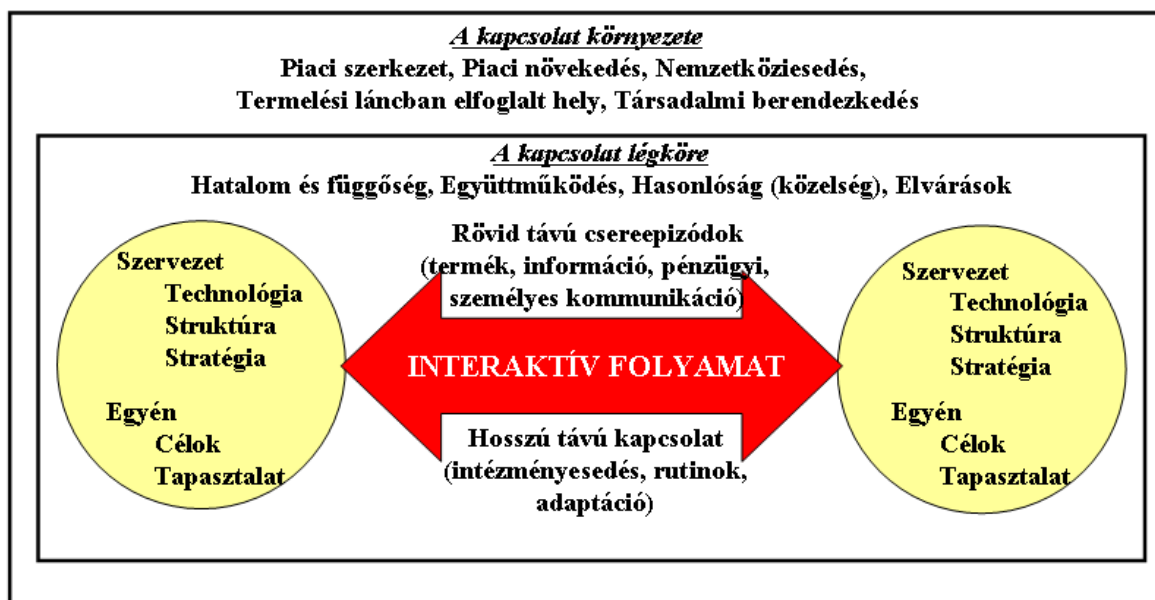 A kapcsolat környezete
Piaci szerkezet, Piaci növekedés, Nemzetköziesedés,
Termelési láncban elfoglalt hely, Társadalmi berendezkedés
A kapcsolat légköre
Hatalom és függőség, Együttműködés, Hasonlóság (közelség), Elvárások
Szervezet
Technológia
Struktúra
Stratégia
Egyén
Célok
Tapasztalat
Rövid távú csereepizódok
(termék, információ, pénzügyi,
személyes kommunikáció)
INTERAKTÍV FOLYAMAT
Hosszú távú kapcsolat
(intézményesedés, rutinok,
adaptáció)
Szervezet
Technológia
Struktúra
Stratégia
Egyén
Célok
Tapasztalat